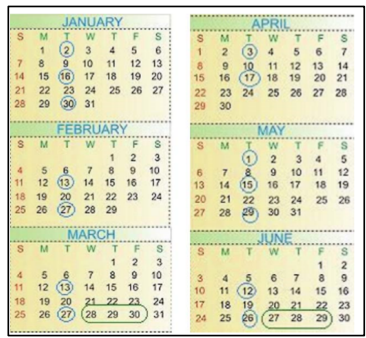 JANUARY
S M T W T F S
1 2 3 4 5 6
7 8 9 10 11 12 13
14 15 16 17 18 19 20
21 22 23 24 25 26 27
28 29 30 31
FEBRUARY
S M T W T F S
1 2 3
4 5 6 7 8 9 10
11 12 13 14 15 16 17
18 19 20 21 22 23 24
25 26 27 28 29
MARCH
S M T W T F S
1 2 3
4 5 6 7 8 9 10
11 12 13 14 15 16 17
18 19 20 21 22 23 24
25 26 27 28 29 30 31
APRIL
S M T W T F S
1 2 3 4 5 6 7
8 9 10 11 12 13 14
15 16 17 18 19 20 21
22 23 24 25 26 27 28
29 30
MAY
S M T W T F S
1 2 3 4 5
6 7 8 9 10 11 12
13 14 15 16 17 18 19
20 21 22 23 24 25 26
27 28 29 30 31
JUNE
S M T W T F S
1 2
3 4 5 6 7 8 9
10 11 12 13 14 15 16
17 18 19 20 21 22 23
24 25 26 27 28 29 30